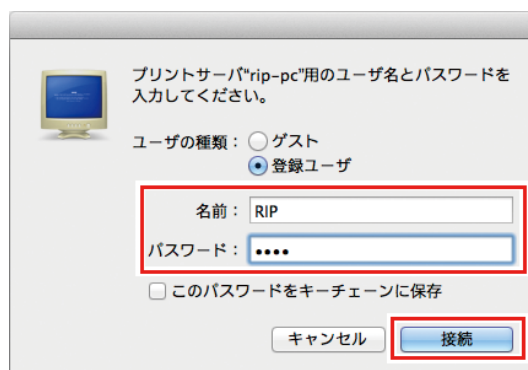 プリントサーバ"rip-pc"用のユーザ名とパスワードを
入力してください。
ユーザの種類： ゲスト
登録ユーザ
名前： RIP
パスワード： ••••
このパスワードをキーチェーンに保存
キャンセル 接続